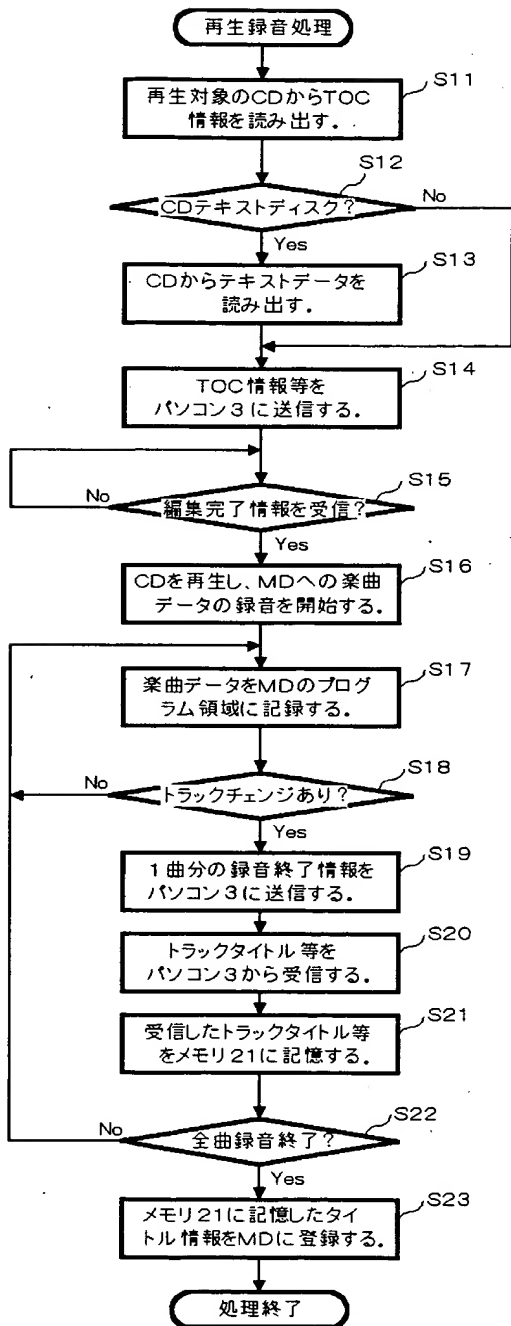 再生録音処理
S11
再生対象のCDからTOC
情報を読み出す。
S12
CDテキストディスク？
No
Yes
S13
CDからテキストデータを
読み出す。
S14
TOC情報等を
パソコン3に送信する。
S15
編集完了情報を受信？
No
Yes
S16
CDを再生し、MDへの楽曲
データの録音を開始する。
S17
楽曲データをMDのプログ
ラム領域に記録する。
S18
トラックチェンジあり？
No
Yes
S19
1曲分の録音終了情報を
パソコン3に送信する。
S20
トラックタイトル等を
パソコン3から受信する。
S21
受信したトラックタイトル等
をメモリ21に記憶する。
S22
全曲録音終了？
No
Yes
S23
メモリ21に記憶したタイ
トル情報をMDに登録する。
処理終了